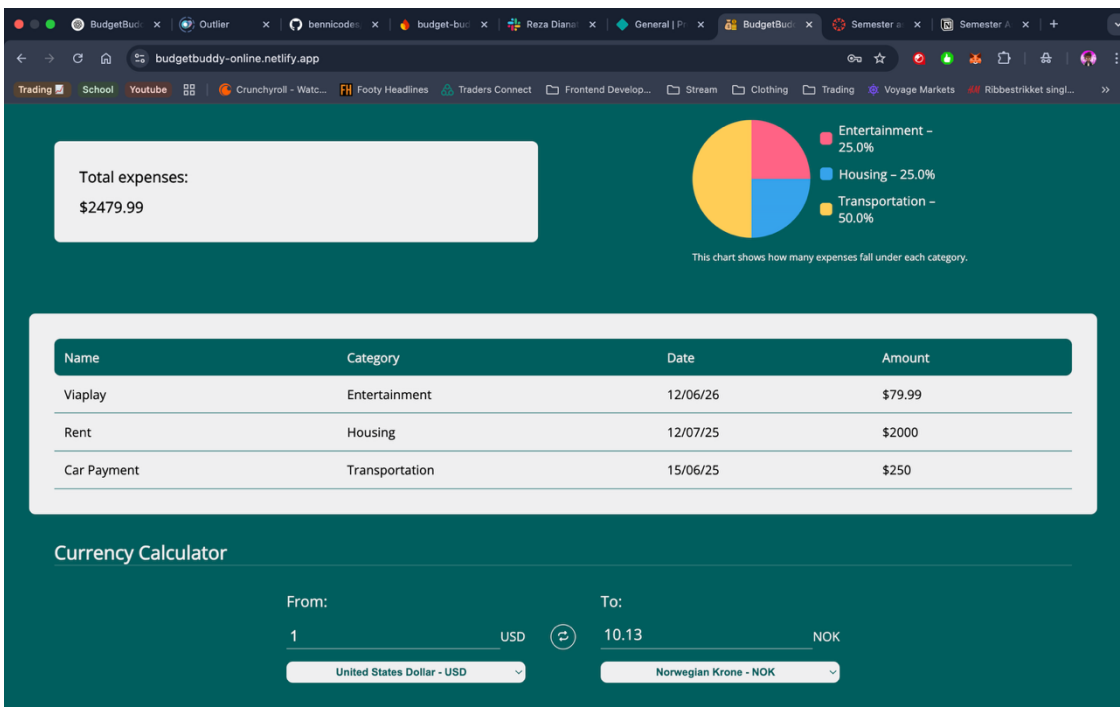 BudgetBud
Outlier
bennicodes,
budget-bud
Reza Diana
General | Pr
BudgetBud
Semester a
Semester A
budgetbuddy-online.netlify.app
Trading
School
Youtube
Crunchyroll - Watc...
FH
Footy Headlines
Traders Connect
Frontend Develop...
Stream
Clothing
Trading
Voyage Markets
Ribbestrikket singl...
Total expenses:
$2479.99
Entertainment –
25.0%
Housing – 25.0%
Transportation –
50.0%
This chart shows how many expenses fall under each category.
Name Category Date Amount
Viaplay Entertainment 12/06/26 $79.99
Rent Housing 12/07/25 $2000
Car Payment Transportation 15/06/25 $250
Currency Calculator
From: To:
1 USD 10.13 NOK
United States Dollar - USD Norwegian Krone - NOK